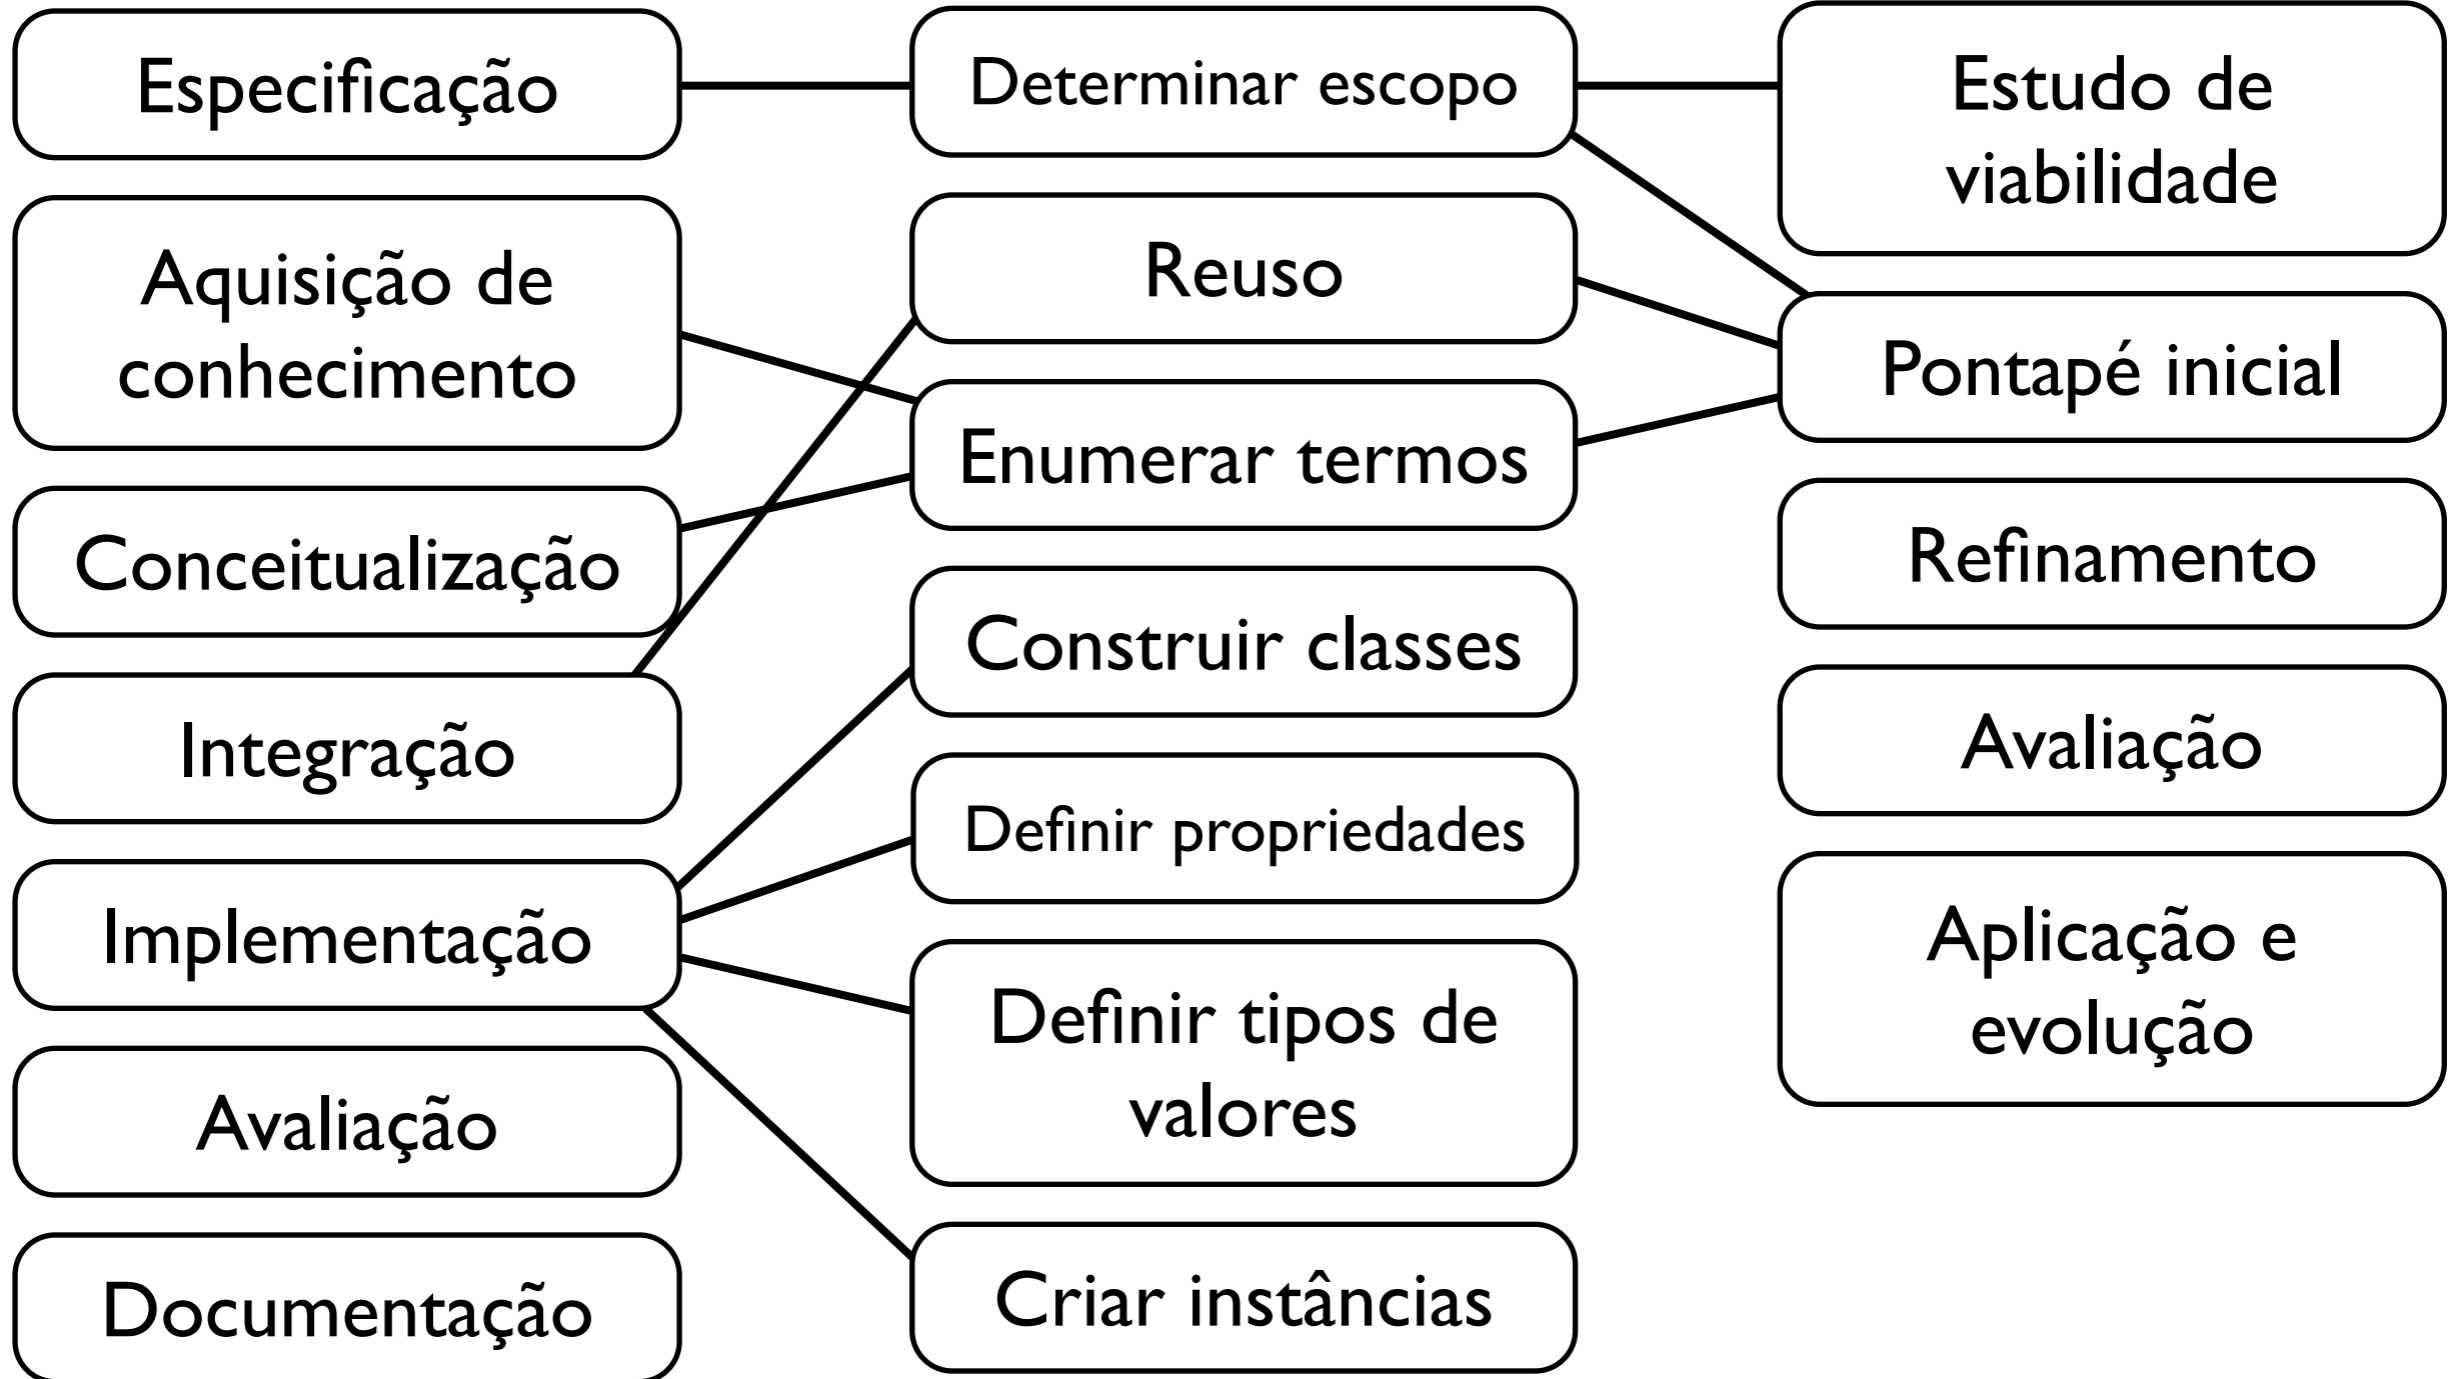 Especificação
Aquisição de
conhecimento
Conceitualização
Integração
Implementação
Avaliação
Documentação
Determinar escopo
Reuso
Enumerar termos
Construir classes
Definir propriedades
Definir tipos de
valores
Criar instâncias
Estudo de
viabilidade
Pontapé inicial
Refinamento
Avaliação
Aplicação e
evolução